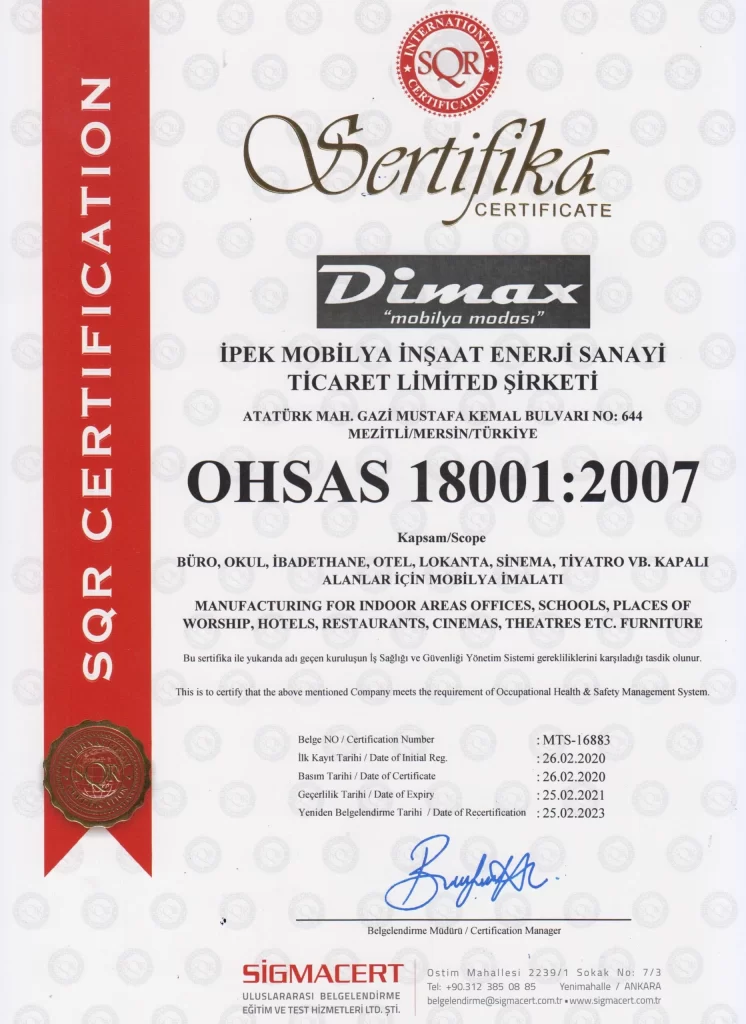 INTERNATIONAL
SQR
CERTIFICATION
Sertifika
CERTIFICATE
SQR CERTIFICATION
Dimax
"mobilya modası"
İPEK MOBİLYA İNŞAAT ENERJİ SANAYİ
TİCARET LİMİTED ŞİRKETİ
ATATÜRK MAH. GAZİ MUSTAFA KEMAL BULVARI NO: 644
MEZİTLİ/MERSİN/TÜRKİYE
OHSAS 18001:2007
Kapsam/Scope
BÜRO, OKUL, İBADETHANE, OTEL, LOKANTA, SİNEMA, TİYATRO VB. KAPALI
ALANLAR İÇİN MOBİLYA İMALATI
MANUFACTURING FOR INDOOR AREAS OFFICES, SCHOOLS, PLACES OF
WORSHIP, HOTELS, RESTAURANTS, CINEMAS, THEATRES ETC. FURNITURE
Bu sertifika ile yukarıda adı geçen kuruluşun İş Sağlığı ve Güvenliği Yönetim Sistemi gerekliliklerini karşıladığı tasdik olunur.
This is to certify that the above mentioned Company meets the requirement of Occupational Health & Safety Management System.
Belge NO / Certification Number : MTS-16883
İlk Kayıt Tarihi / Date of Initial Reg. : 26.02.2020
Basım Tarihi / Date of Certificate : 26.02.2020
Geçerlilik Tarihi / Date of Expiry : 25.02.2021
Yeniden Belgelendirme Tarihi / Date of Recertification : 25.02.2023
SQR
Belgelendirme Müdürü / Certification Manager
SİGMACERT
ULUSLARARASI BELGELENDİRME
EĞİTİM VE TEST HİZMETLERİ LTD. ŞTİ.
Ostim Mahallesi 2239/1 Sokak No: 7/3
Tel: +90.312 385 08 85 Yenimahalle / ANKARA
belgelendirme@sigmacert.com.tr • www.sigmacert.com.tr